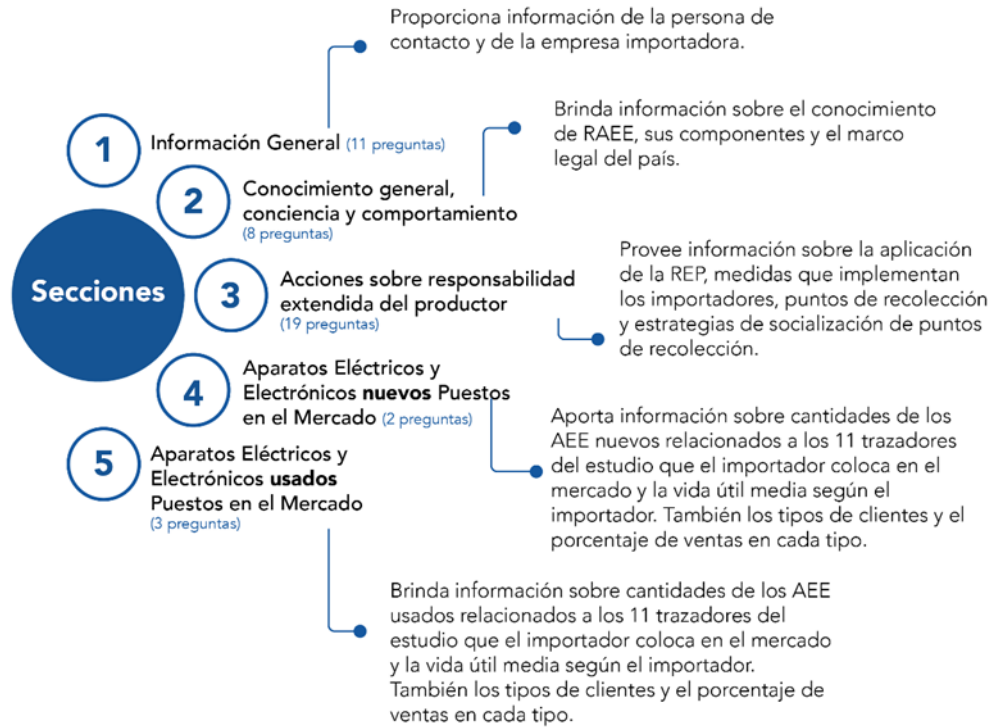 Proporciona información de la persona de
contacto y de la empresa importadora.
1
Información General (11 preguntas)
Brinda información sobre el conocimiento
de RAEE, sus componentes y el marco
legal del país.
2
Conocimiento general,
conciencia y comportamiento
(8 preguntas)
Secciones
3
Acciones sobre responsabilidad
extendida del productor
(19 preguntas)
Provee información sobre la aplicación
de la REP, medidas que implementan
los importadores, puntos de recolección
y estrategias de socialización de puntos
de recolección.
4
Aparatos Eléctricos y
Electrónicos nuevos Puestos
en el Mercado (2 preguntas)
Aporta información sobre cantidades de los
AEE nuevos relacionados a los 11 trazadores
del estudio que el importador coloca en el
mercado y la vida útil media según el
importador. También los tipos de clientes y el
porcentaje de ventas en cada tipo.
5
Aparatos Eléctricos y
Electrónicos usados
Puestos en el Mercado
(3 preguntas)
Brinda información sobre cantidades de los AEE
usados relacionados a los 11 trazadores del
estudio que el importador coloca en el mercado
y la vida útil media según el importador.
También los tipos de clientes y el porcentaje de
ventas en cada tipo.